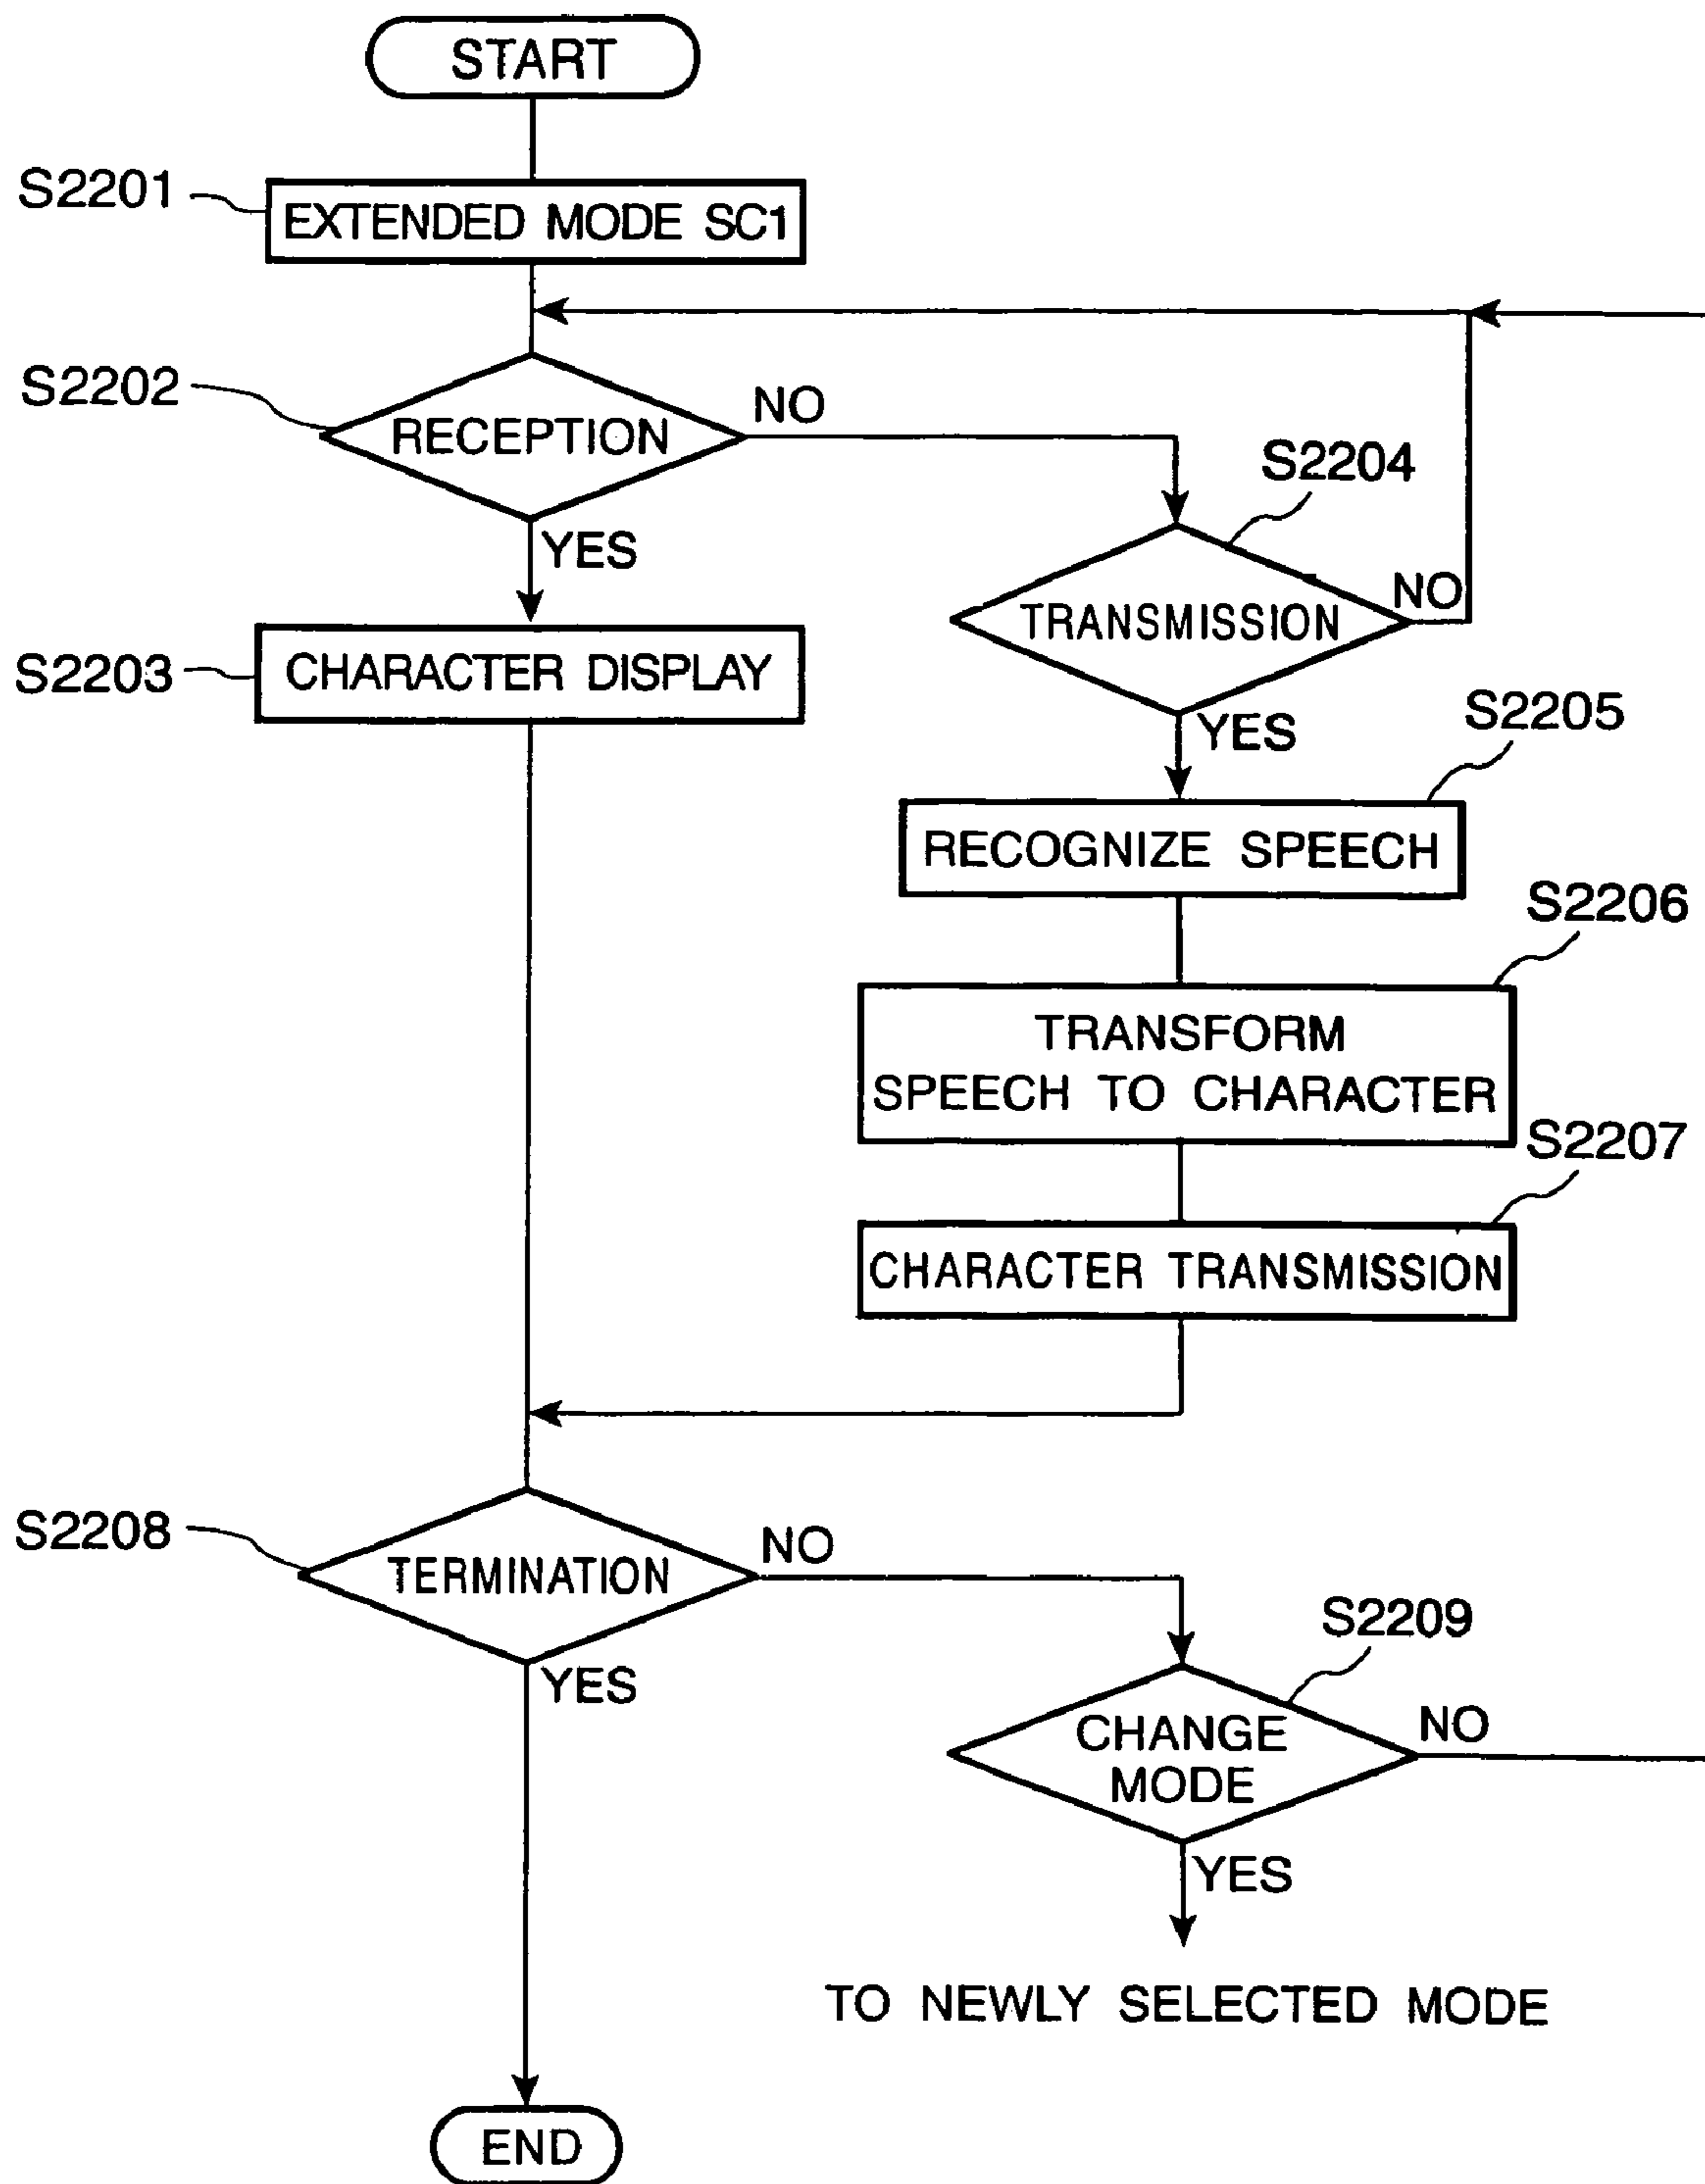 START
S2201
EXTENDED MODE SC1
S2202
RECEPTION
NO
S2204
YES
TRANSMISSION
NO
S2203
CHARACTER DISPLAY
YES
S2205
RECOGNIZE SPEECH
S2206
TRANSFORM
SPEECH TO CHARACTER
S2207
CHARACTER TRANSMISSION
S2208
TERMINATION
NO
S2209
YES
CHANGE
MODE
NO
YES
TO NEWLY SELECTED MODE
END